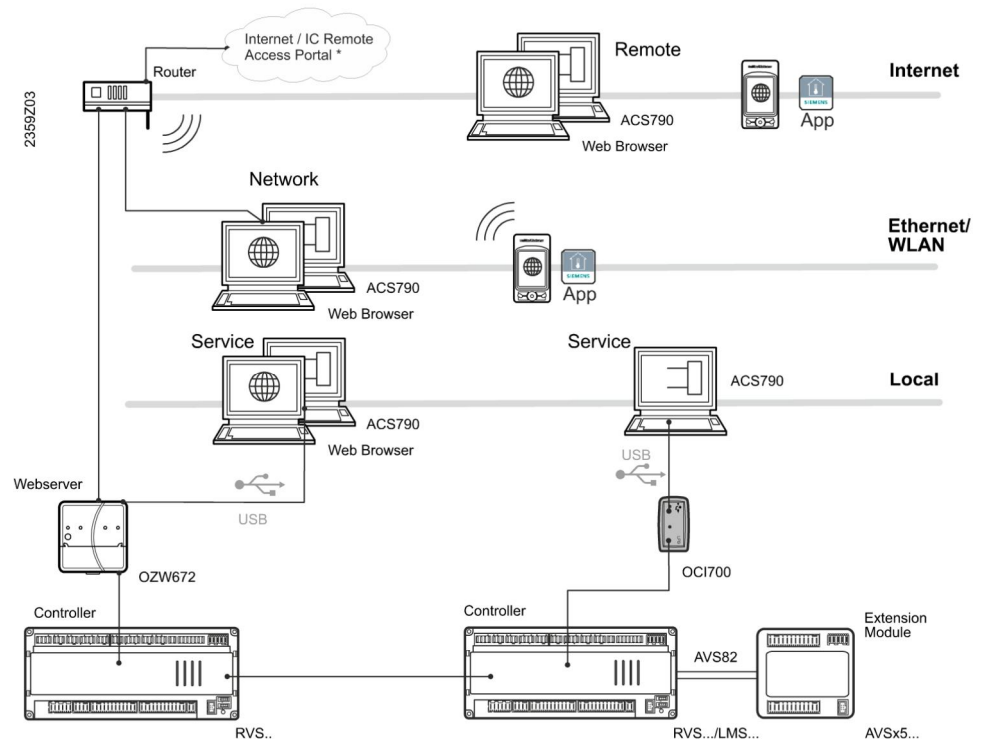 Internet / IC Remote
Access Portal *
Router
2359Z03
Remote
Internet
ACS790
Web Browser
SIEMENS
App
Network
Ethernet/
WLAN
ACS790
Web Browser
SIEMENS
App
Service
ACS790
Web Browser
Service
ACS790
Local
USB
USB
Webserver
OZW672
OCI700
Controller
RVS..
Controller
AVS82
RVS.../LMS...
Extension
Module
AVSx5...